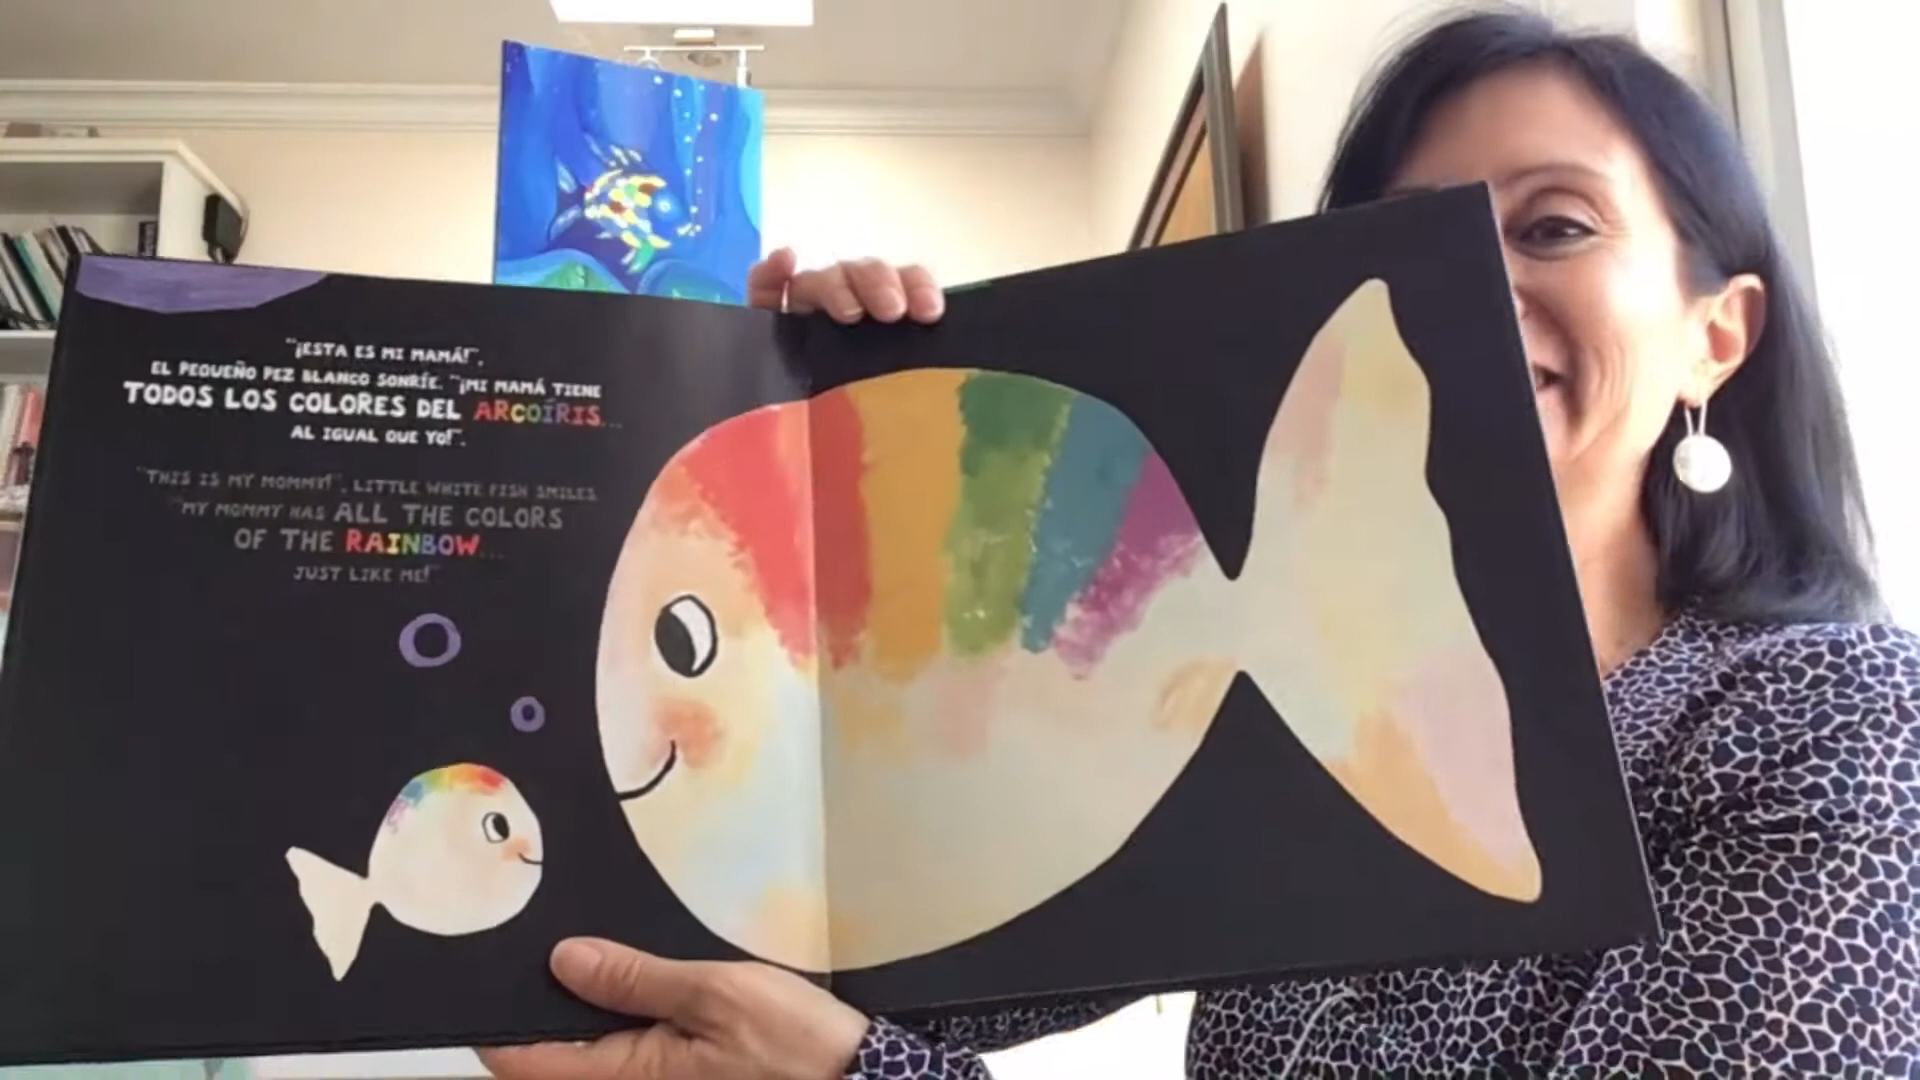 "¡ESTA ES MI MAMÁ!",
EL PEQUEÑO PEZ BLANCO SONRÍE. "¡MI MAMÁ TIENE
TODOS LOS COLORES DEL ARCOÍRIS...
AL IGUAL QUE YO!".
"THIS IS MY MOMMY!", LITTLE WHITE FISH SMILES.
"MY MOMMY HAS ALL THE COLORS
OF THE RAINBOW...
JUST LIKE ME!"